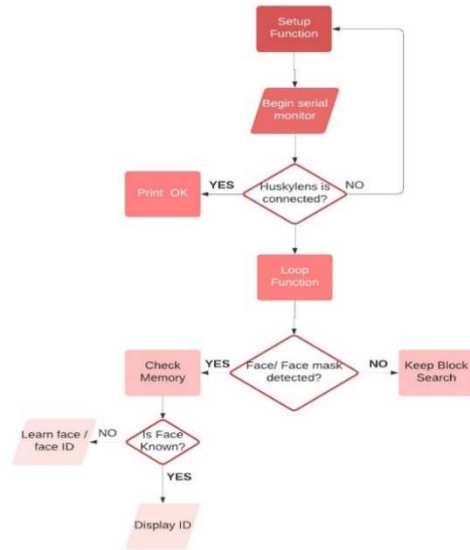 Setup
Function
Begin serial
monitor
Print OK
YES
Huskylens is
connected?
NO
Loop
Function
Check
Memory
YES
Face/ Face mask
detected?
NO
Keep Block
Search
Learn face /
face ID
NO
Is Face
Known?
YES
Display ID